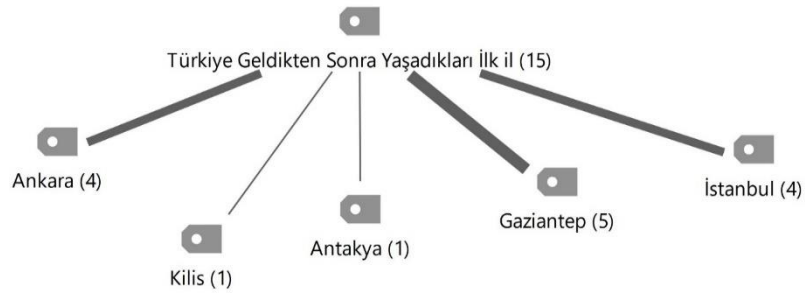 Türkiye Geldikten Sonra Yaşadıkları İlk il (15)
Ankara (4)
Kilis (1)
Antakya (1)
Gaziantep (5)
İstanbul (4)